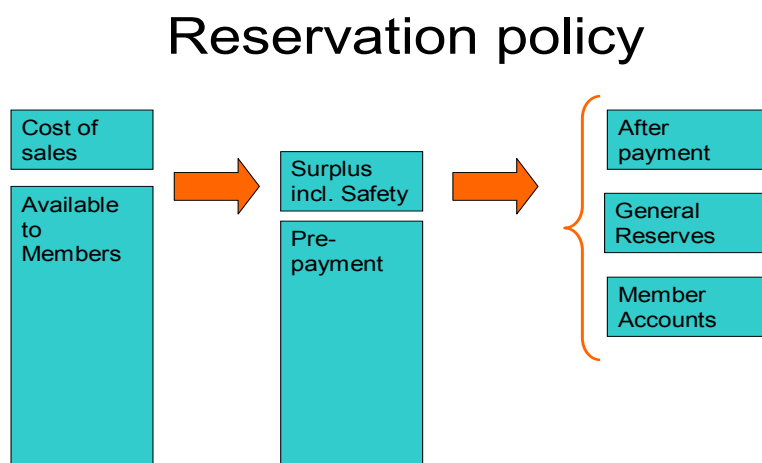 Reservation policy
Cost of
sales
Available
to
Members
Surplus
incl. Safety
Pre-
payment
After
payment
General
Reserves
Member
Accounts